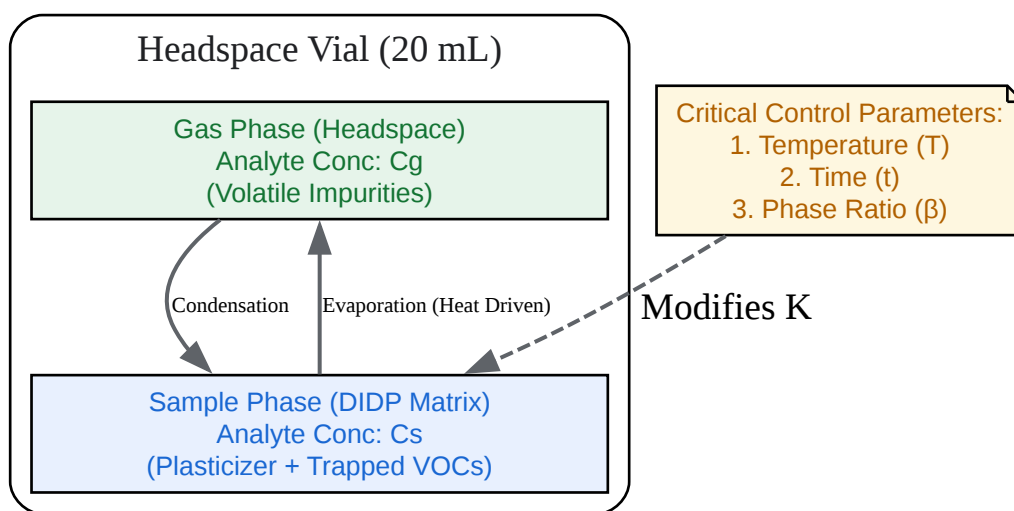 Headspace Vial (20 mL)
Gas Phase (Headspace)
Analyte Conc: Cg
(Volatile Impurities)
Critical Control Parameters:
1. Temperature (T)
2. Time (t)
3. Phase Ratio (β)
Condensation
Evaporation (Heat Driven)
Modifies K
Sample Phase (DIDP Matrix)
Analyte Conc: Cs
(Plasticizer + Trapped VOCs)